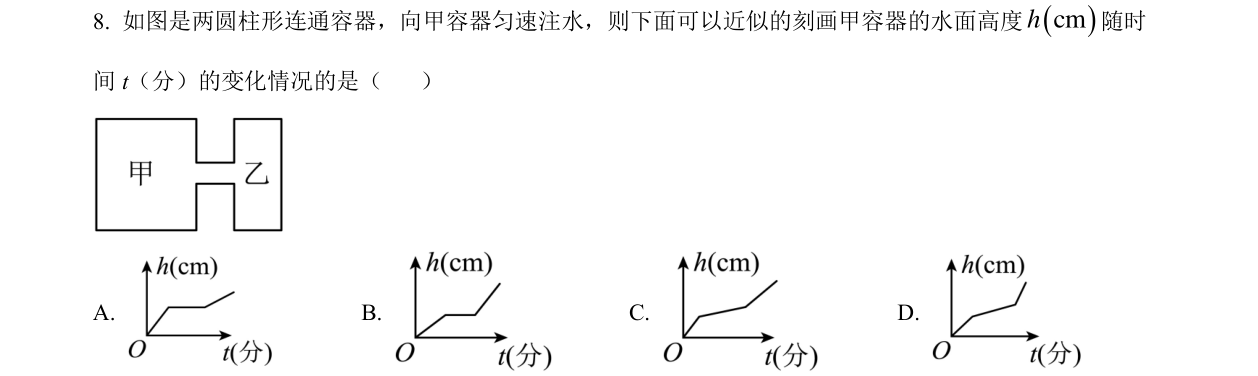 8. 如图是两圆柱形连通容器，向甲容器匀速注水，则下面可以近似的刻画甲容器的水面高度 h(cm) 随时
间 t（分）的变化情况的是（ ）
甲 乙
A. h(cm) O t(分)
B. h(cm) O t(分)
C. h(cm) O t(分)
D. h(cm) O t(分)